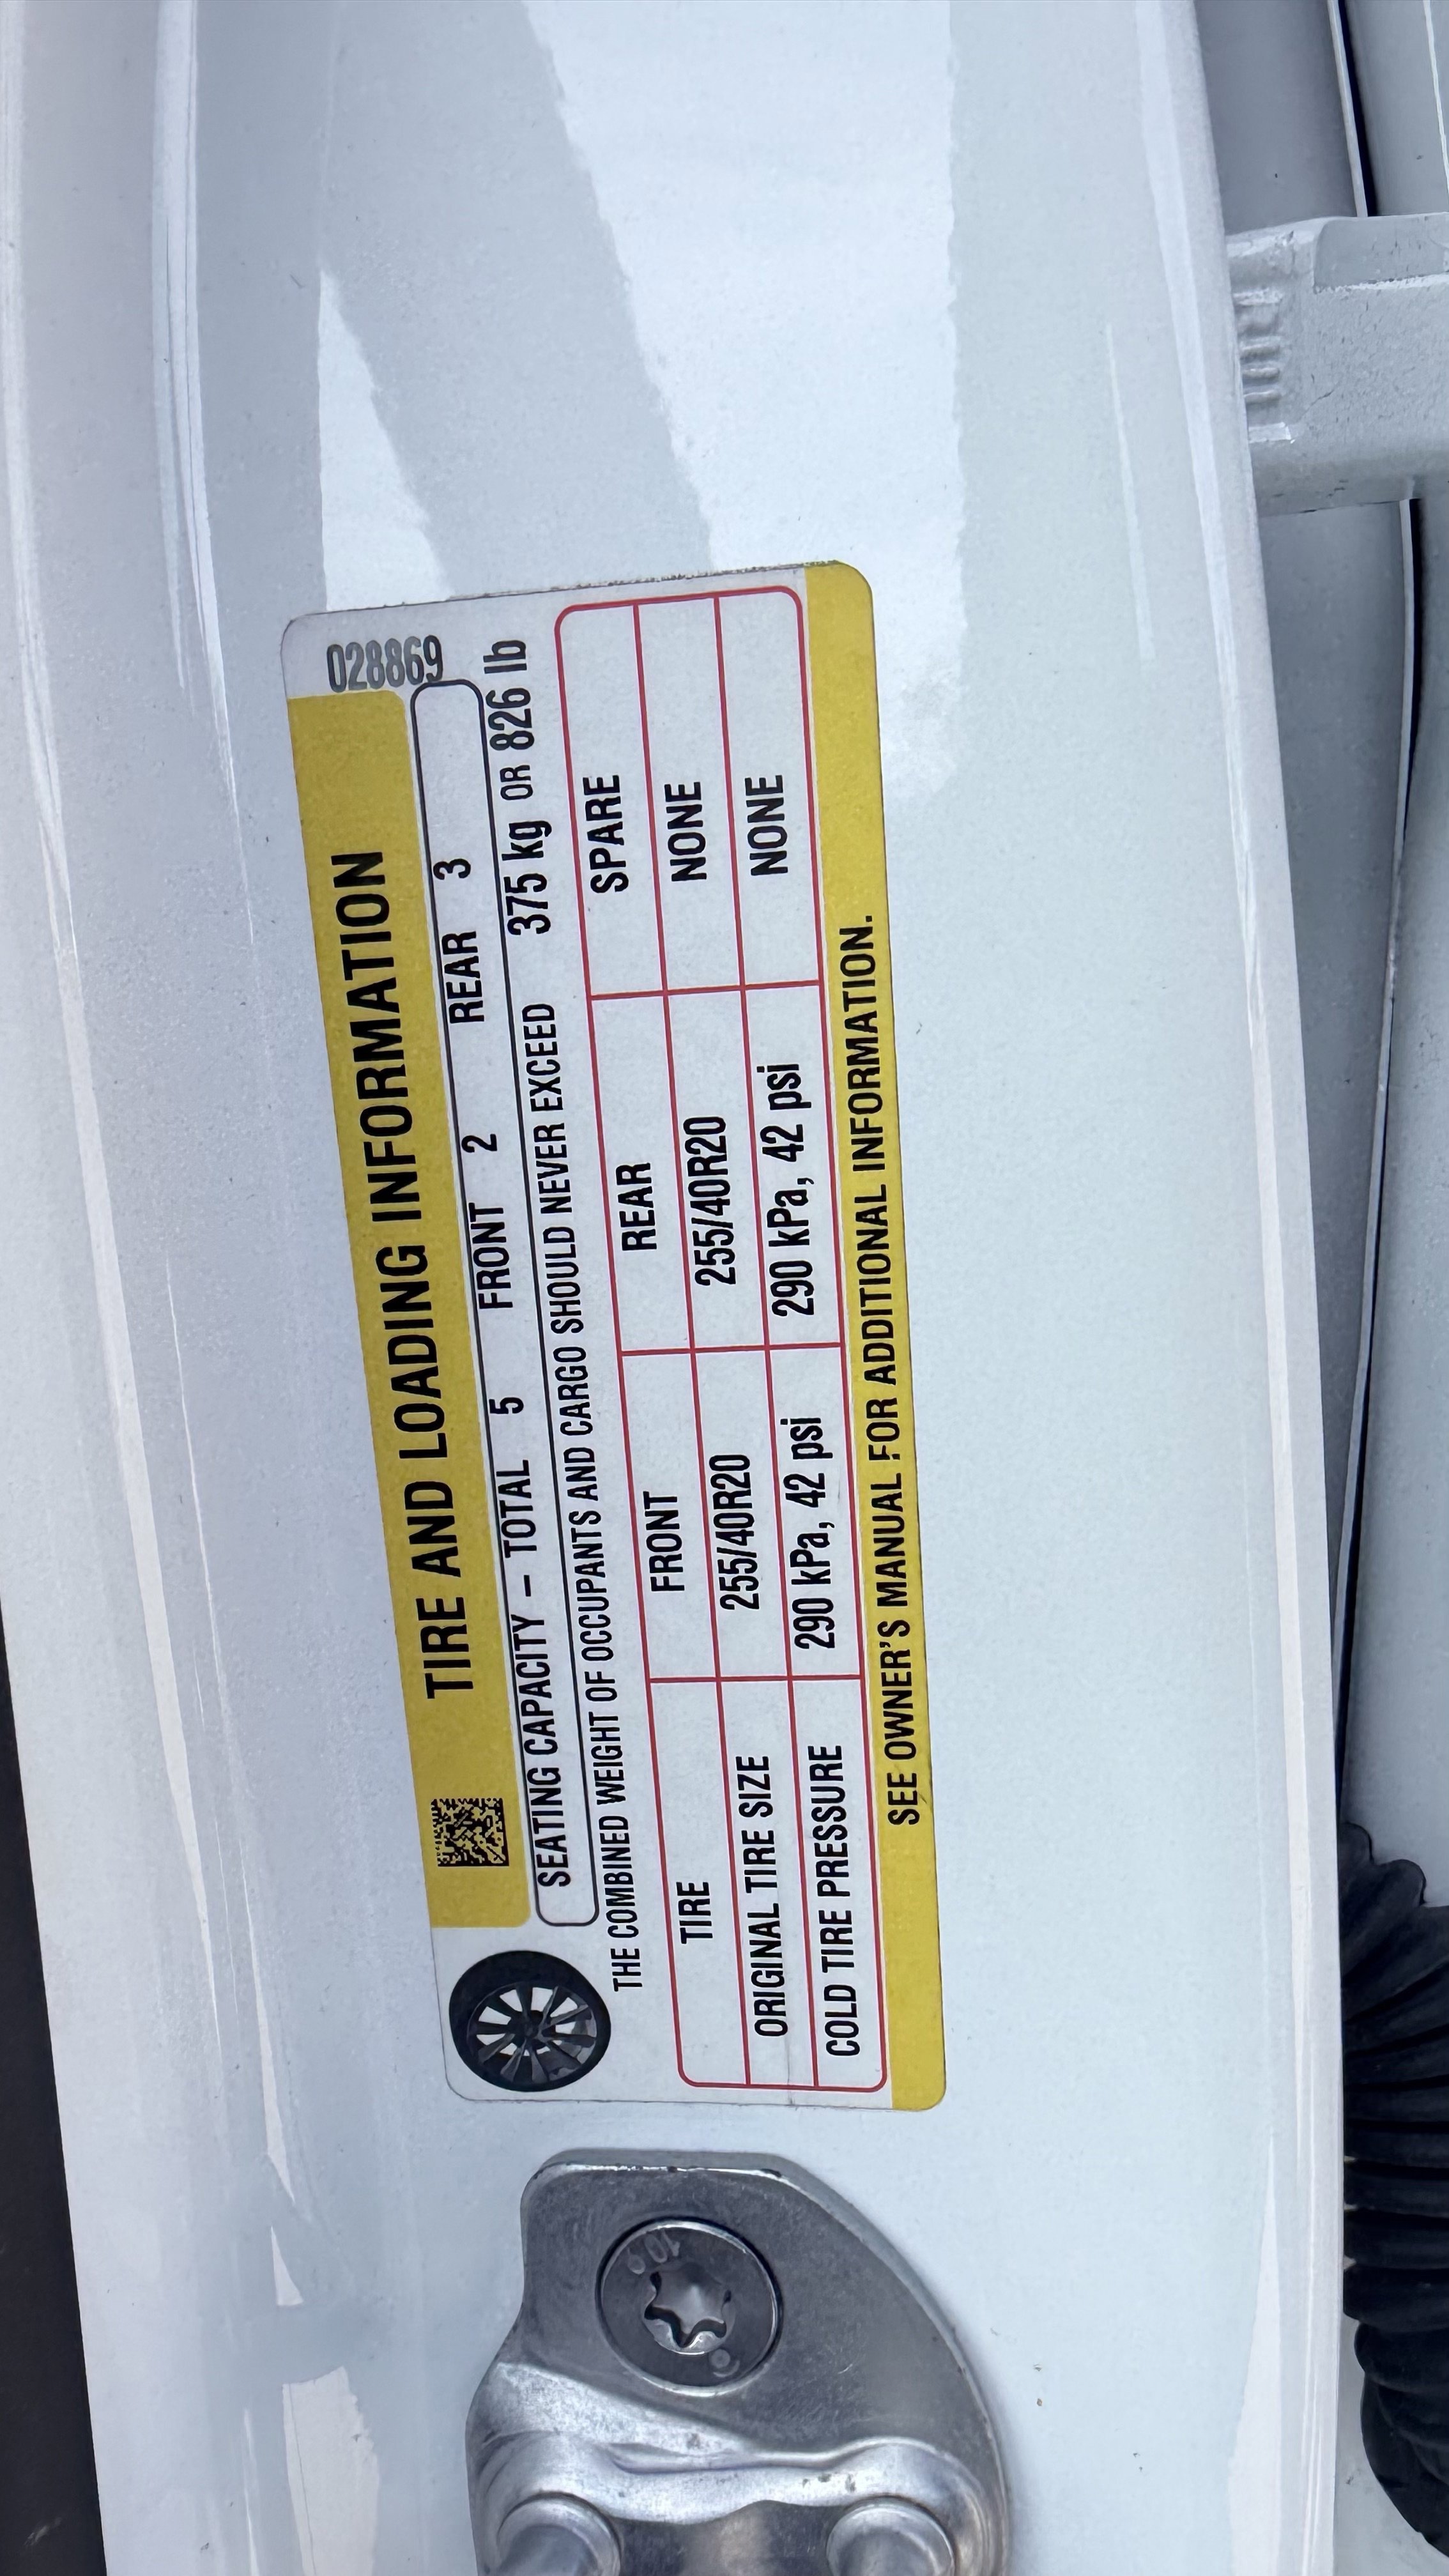 028869
TIRE AND LOADING INFORMATION
SEATING CAPACITY – TOTAL 5 FRONT 2 REAR 3
THE COMBINED WEIGHT OF OCCUPANTS AND CARGO SHOULD NEVER EXCEED 375 kg OR 826 lb
TIRE FRONT REAR SPARE
ORIGINAL TIRE SIZE 255/40R20 255/40R20 NONE
COLD TIRE PRESSURE 290 kPa, 42 psi 290 kPa, 42 psi NONE
SEE OWNER'S MANUAL FOR ADDITIONAL INFORMATION.